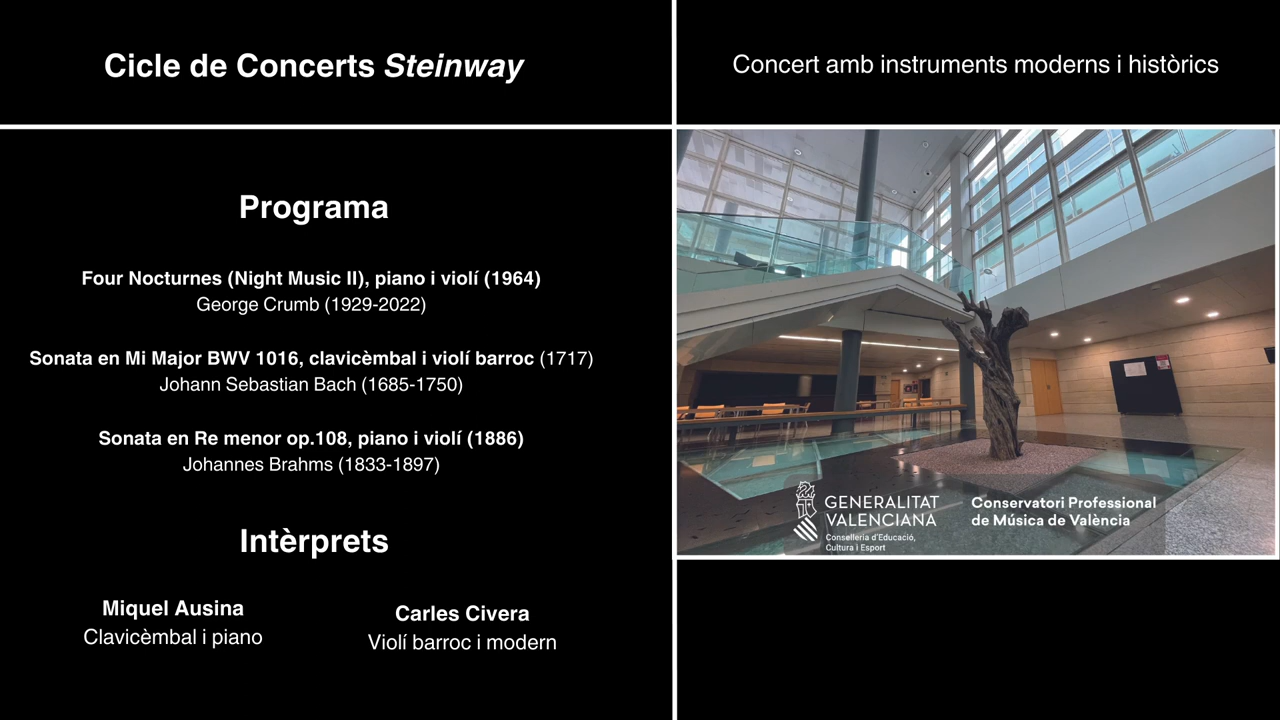 Cicle de Concerts Steinway
Concert amb instruments moderns i històrics
Programa
Four Nocturnes (Night Music II), piano i violí (1964)
George Crumb (1929-2022)
Sonata en Mi Major BWV 1016, clavicèmbal i violí barroc (1717)
Johann Sebastian Bach (1685-1750)
Sonata en Re menor op.108, piano i violí (1886)
Johannes Brahms (1833-1897)
Intèrprets
Miquel Ausina
Clavicèmbal i piano
Carles Civera
Violí barroc i modern
GENERALITAT
VALENCIANA
Conselleria d'Educació,
Cultura i Esport
Conservatori Professional
de Música de València